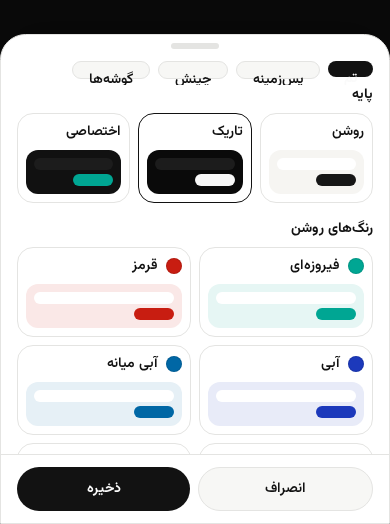 پس‌زمینه چینش گوشه‌ها
پایه
روشن تاریک اختصاصی
رنگ‌های روشن
فیروزه‌ای قرمز
آبی آبی میانه
انصراف ذخیره